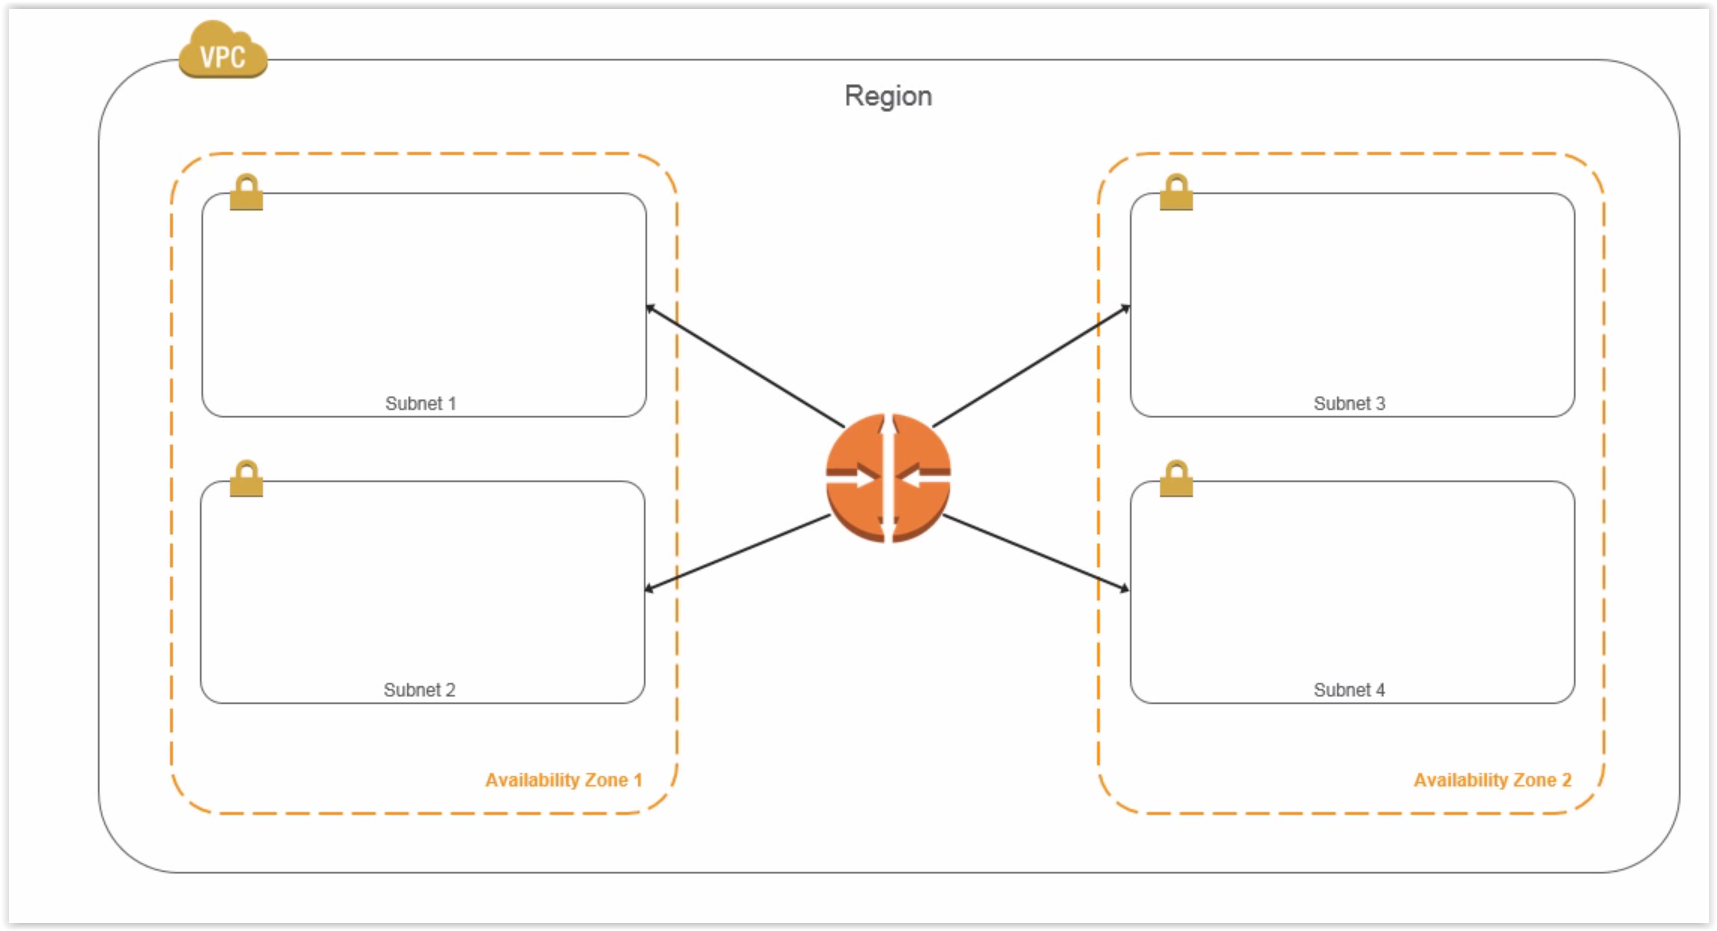 VPC
Region
Subnet 1
Subnet 3
Subnet 2
Subnet 4
Availability Zone 1
Availability Zone 2